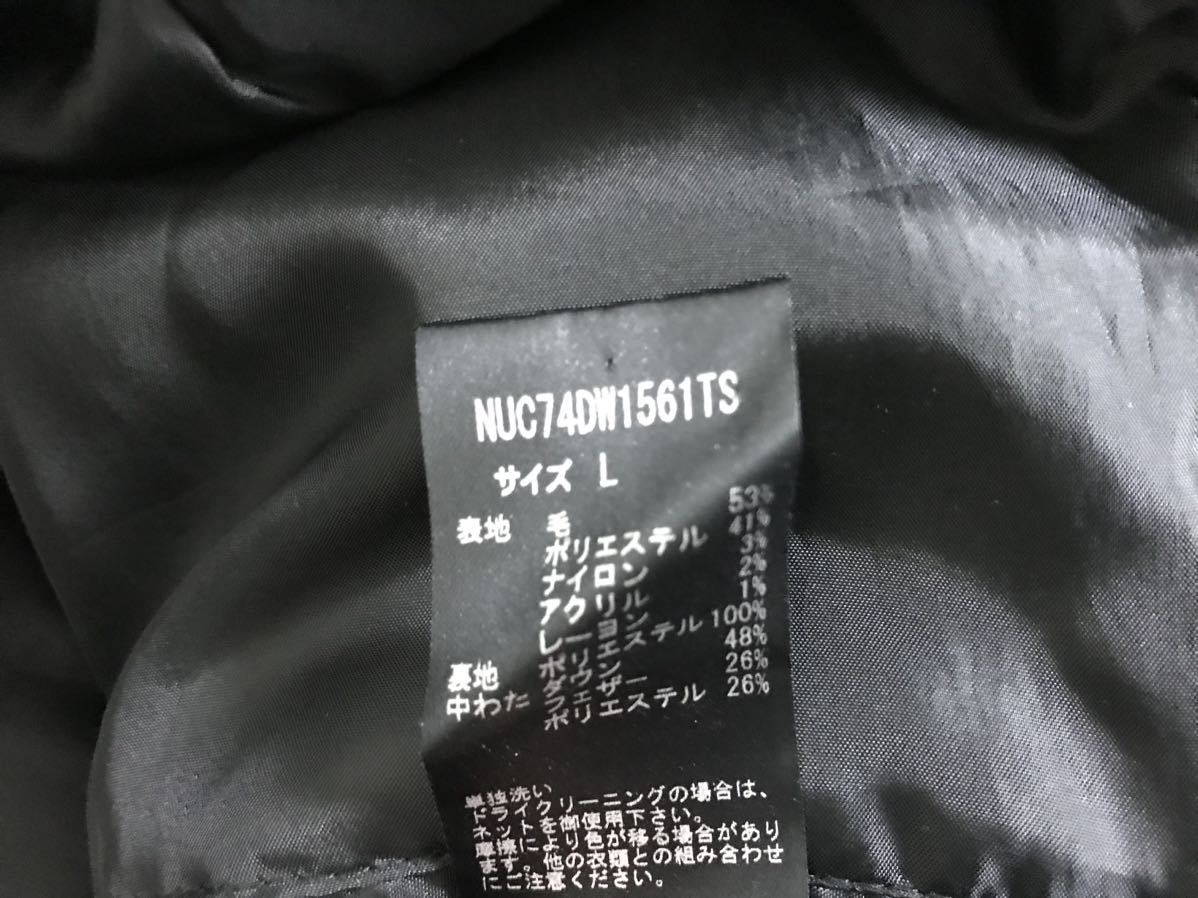 NUC74DW1561TS
サイズ L
表地 毛 53%
ポリエステル 41%
ナイロン 3%
アクリル 2%
レーヨン 1%
裏地 ポリエステル 100%
中わた ダウン 48%
フェザー 26%
ポリエステル 26%
単独洗い
ドライクリーニングの場合は、
ネットを御使用下さい。
摩擦により色が移る場合があり
ます。他の衣類との組み合わせ
にご注意ください。